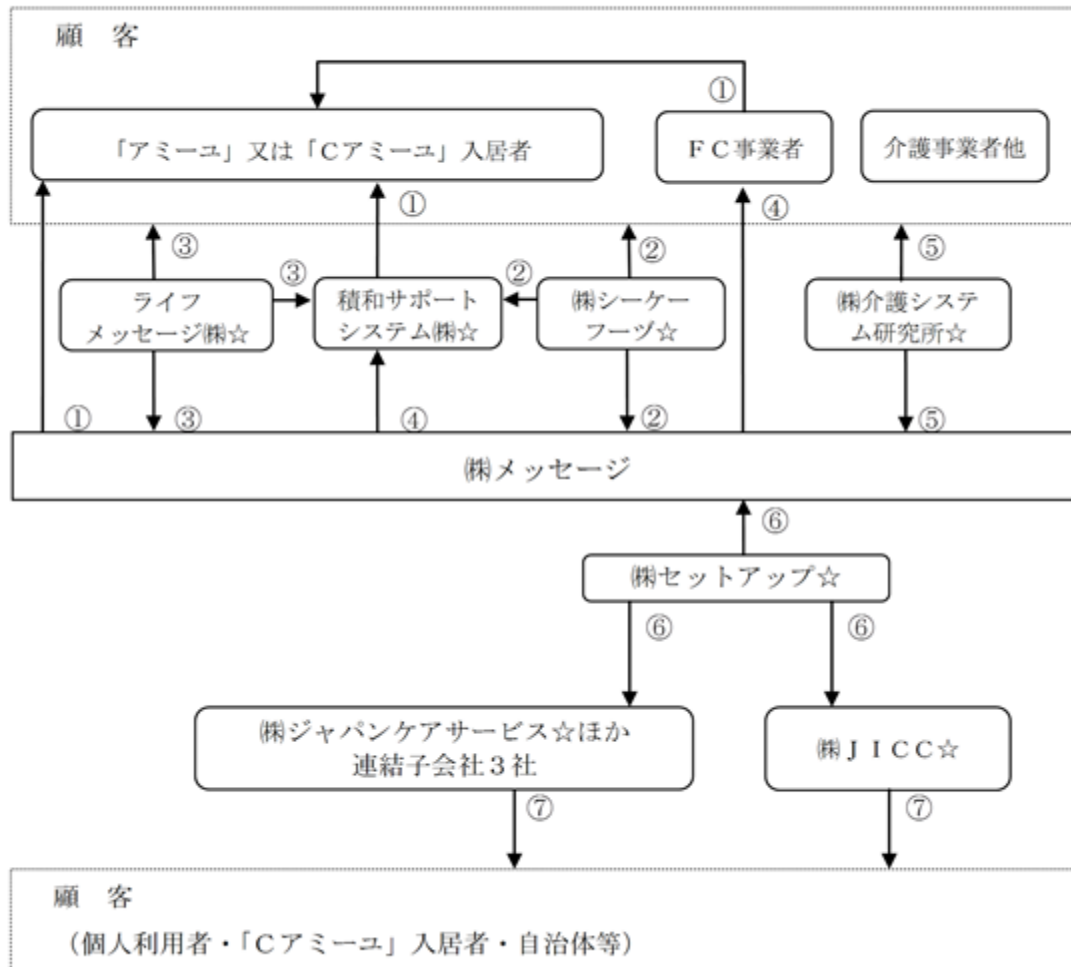 顧　客
①
「アミーユ」又は「Cアミーユ」入居者
ＦＣ事業者
介護事業者他
①
④
③
②
⑤
③
②
ライフ
メッセージ㈱☆
積和サポート
システム㈱☆
㈱シーケー
フーヅ☆
㈱介護システ
ム研究所☆
①
③
④
②
⑤
㈱メッセージ
⑥
㈱セットアップ☆
⑥
⑥
㈱ジャパンケアサービス☆ほか
連結子会社３社
㈱ＪＩＣＣ☆
⑦
⑦
顧　客
（個人利用者・「Cアミーユ」入居者・自治体等）